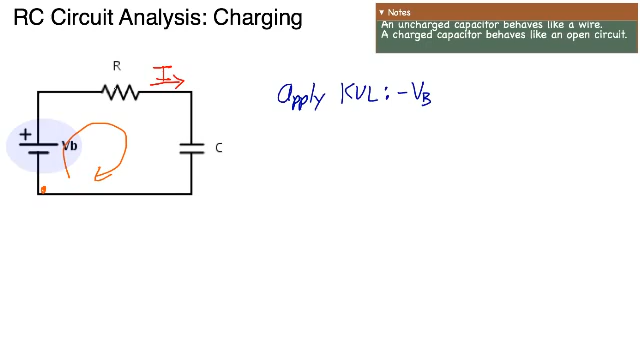 RC Circuit Analysis: Charging
▾ Notes
An uncharged capacitor behaves like a wire.
A charged capacitor behaves like an open circuit.
R
I
Apply KVL: -VB
+
Vb
C